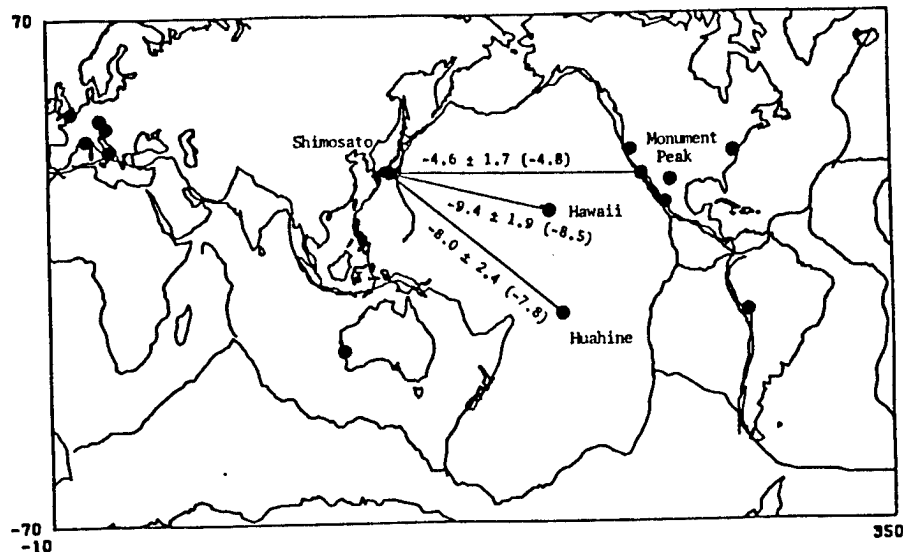 70
Shimosato
Monument
Peak
-4.6 ± 1.7 (-4.8)
-9.4 ± 1.9 (-8.5)
Hawaii
-8.0 ± 2.4 (-7.8)
Huahine
-70
-10
350